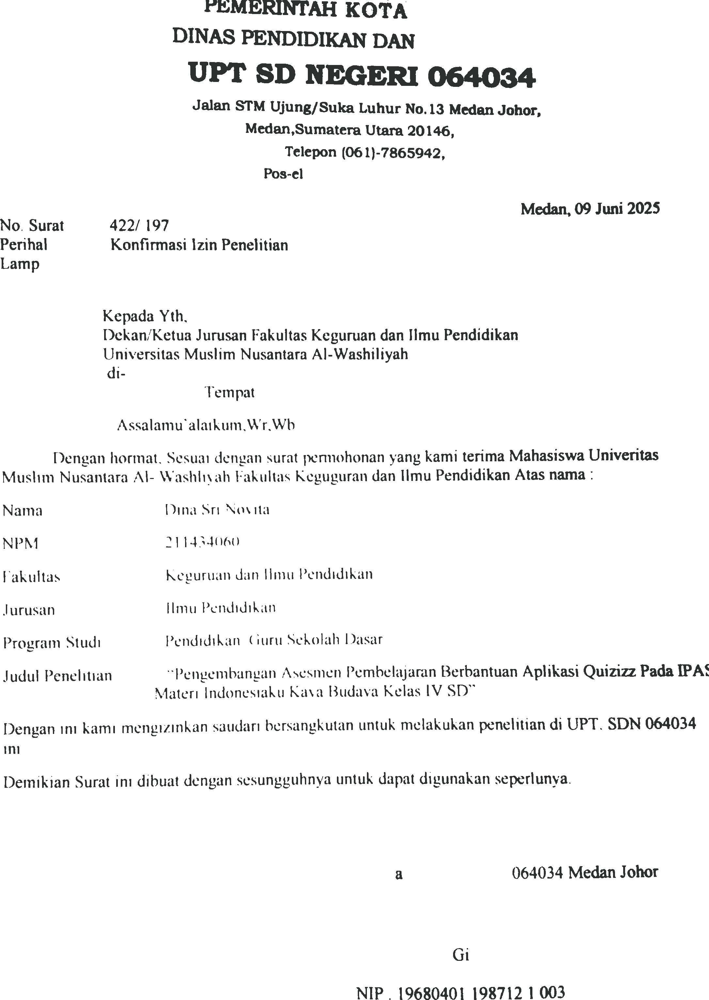 PEMERINTAH KOTA
DINAS PENDIDIKAN DAN
UPT SD NEGERI 064034
Jalan STM Ujung/Suka Luhur No.13 Medan Johor,
Medan,Sumatera Utara 20146,
Telepon (061)-7865942,
Pos-el
Medan, 09 Juni 2025
No. Surat 422/ 197
Perihal Konfirmasi Izin Penelitian
Lamp
Kepada Yth.
Dekan/Ketua Jurusan Fakultas Keguruan dan Ilmu Pendidikan
Universitas Muslim Nusantara Al-Washiliyah
di-
Tempat
Assalamu'alaikum.Wr.Wb
Dengan hormat. Sesuai dengan surat permohonan yang kami terima Mahasiswa Univeritas
Muslim Nusantara Al- Washliyah Fakultas Keguguran dan Ilmu Pendidikan Atas nama :
Nama Dina Sri Novita
NPM 211434060
Fakultas Keguruan dan Ilmu Pendidikan
Jurusan Ilmu Pendidikan
Program Studi Pendidikan Guru Sekolah Dasar
Judul Penelitian "Pengembangan Asesmen Pembelajaran Berbantuan Aplikasi Quizizz Pada IPAS
Materi Indonesiaku Kaya Budaya Kelas IV SD"
Dengan ini kami mengizinkan saudari bersangkutan untuk melakukan penelitian di UPT. SDN 064034
ini
Demikian Surat ini dibuat dengan sesungguhnya untuk dapat digunakan seperlunya.
a 064034 Medan Johor
Gi
NIP . 19680401 198712 1 003